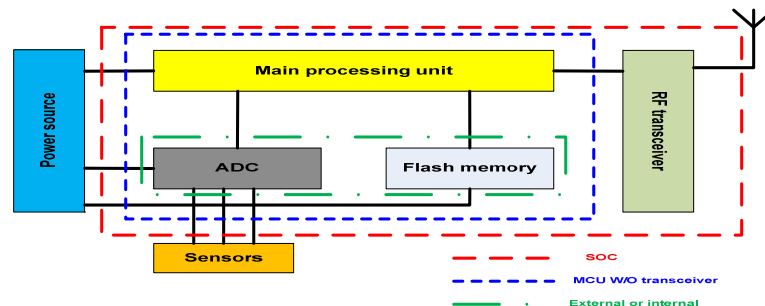 Main processing unit
Power source
RF transceiver
ADC
Flash memory
Sensors
SOC
MCU W/O transceiver
External or internal